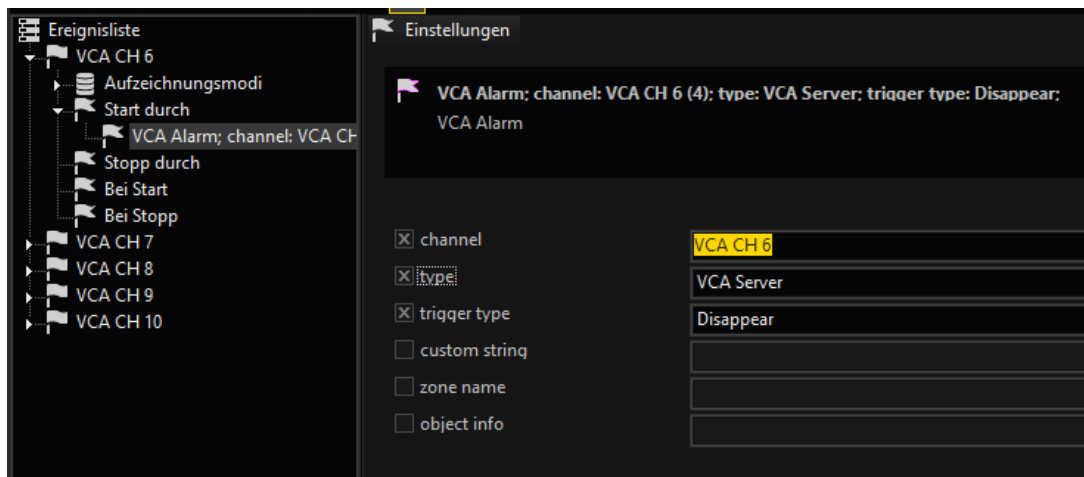 Ereignisliste
VCA CH 6
Aufzeichnungsmodi
Start durch
VCA Alarm; channel: VCA CH
Stopp durch
Bei Start
Bei Stopp
VCA CH 7
VCA CH 8
VCA CH 9
VCA CH 10
Einstellungen
VCA Alarm; channel: VCA CH 6 (4); type: VCA Server; trigger type: Disappear;
VCA Alarm
channel VCA CH 6
type VCA Server
trigger type Disappear
custom string
zone name
object info